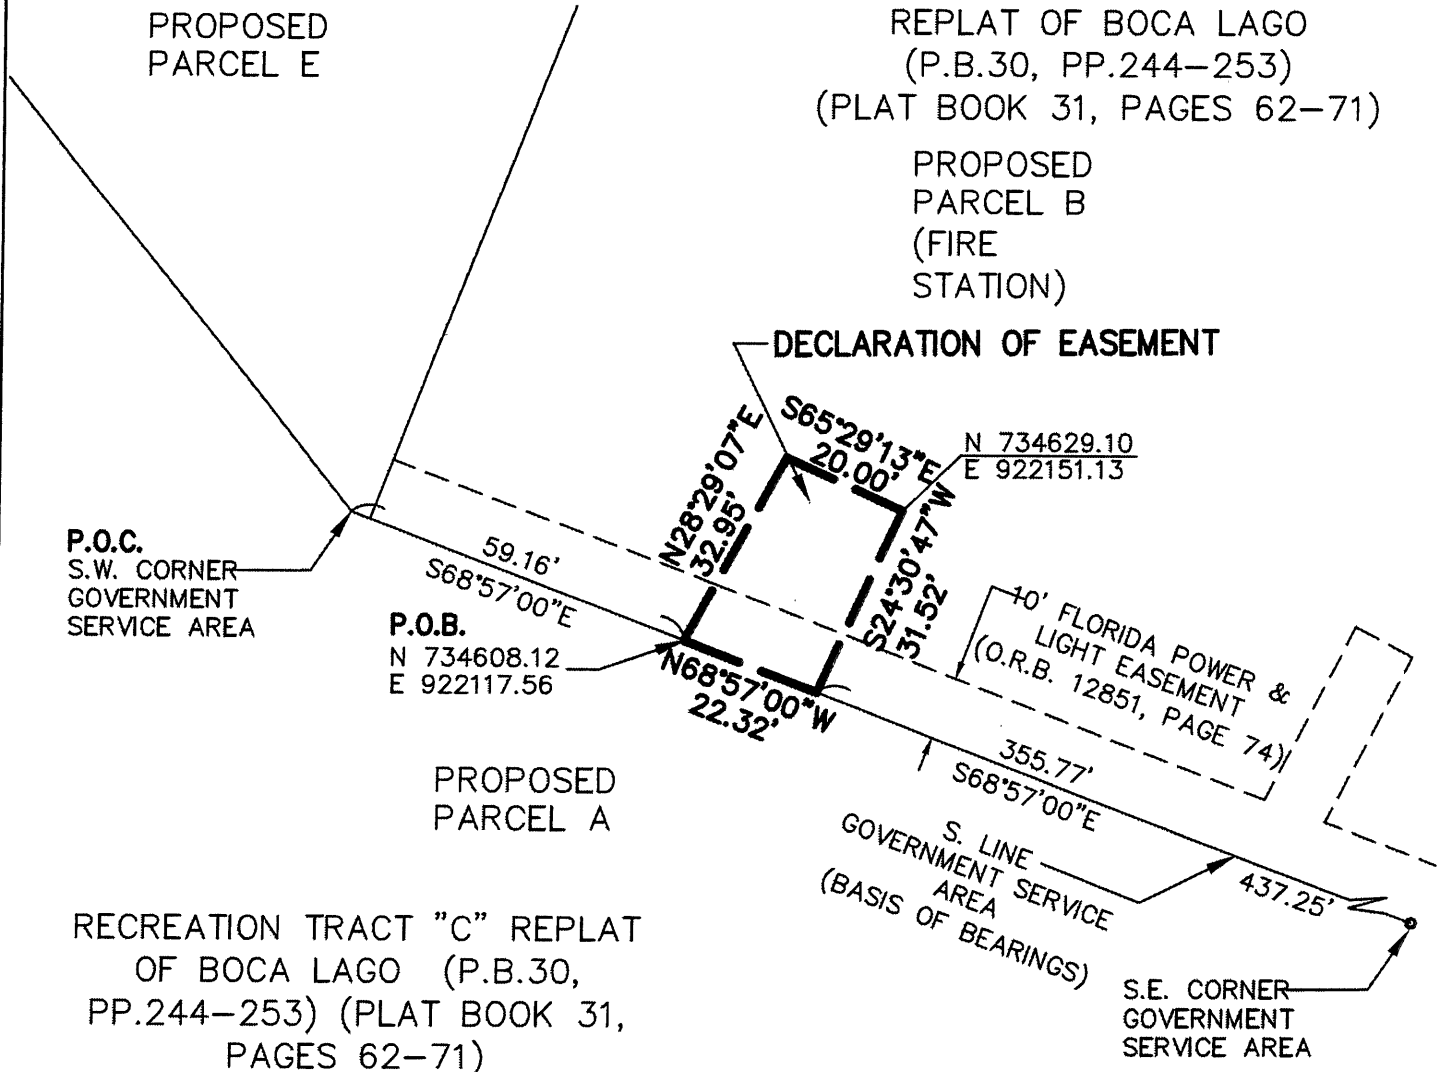 PROPOSED
PARCEL E
REPLAT OF BOCA LAGO
(P.B.30, PP.244-253)
(PLAT BOOK 31, PAGES 62-71)
PROPOSED
PARCEL B
(FIRE
STATION)
DECLARATION OF EASEMENT
S65°29'13"E
20.00'
N 734629.10
E 922151.13
N28°29'07"E
32.95'
S24°30'47"W
31.52'
P.O.C.
S.W. CORNER
GOVERNMENT
SERVICE AREA
59.16'
S68°57'00"E
P.O.B.
N 734608.12
E 922117.56
N68°57'00"W
22.32'
10' FLORIDA POWER &
LIGHT EASEMENT
(O.R.B. 12851, PAGE 74)
355.77'
S68°57'00"E
PROPOSED
PARCEL A
S. LINE
GOVERNMENT SERVICE
AREA
(BASIS OF BEARINGS)
437.25'
RECREATION TRACT "C" REPLAT
OF BOCA LAGO (P.B.30,
PP.244-253) (PLAT BOOK 31,
PAGES 62-71)
S.E. CORNER
GOVERNMENT
SERVICE AREA